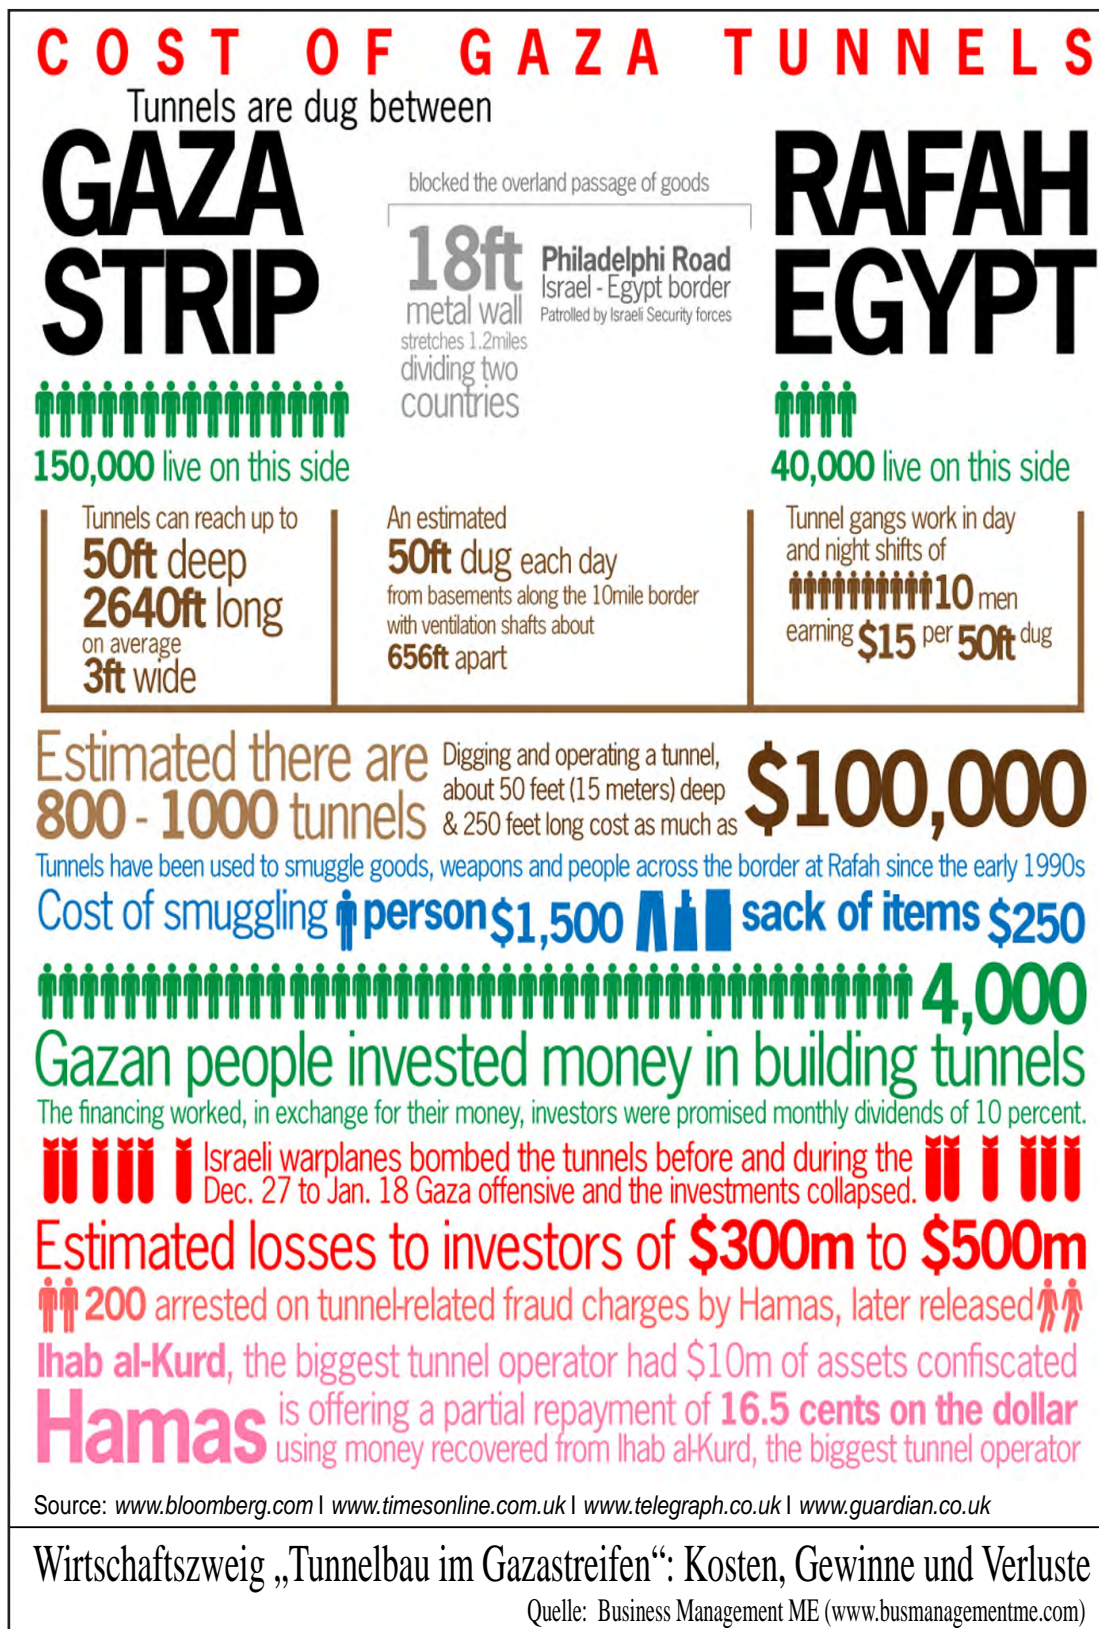 COST OF GAZA TUNNELS
Tunnels are dug between
GAZA
STRIP
blocked the overland passage of goods
18ft
metal wall
stretches 1.2miles
dividing two
countries
Philadelphi Road
Israel - Egypt border
Patrolled by Israeli Security forces
RAFAH
EGYPT
150,000 live on this side
40,000 live on this side
Tunnels can reach up to
50ft deep
2640ft long
on average
3ft wide
An estimated
50ft dug each day
from basements along the 10mile border
with ventilation shafts about
656ft apart
Tunnel gangs work in day
and night shifts of
10 men
earning $15 per 50ft dug
Estimated there are
800 - 1000 tunnels
Digging and operating a tunnel,
about 50 feet (15 meters) deep
& 250 feet long cost as much as
$100,000
Tunnels have been used to smuggle goods, weapons and people across the border at Rafah since the early 1990s
Cost of smuggling person $1,500 sack of items $250
4,000
Gazan people invested money in building tunnels
The financing worked, in exchange for their money, investors were promised monthly dividends of 10 percent.
Israeli warplanes bombed the tunnels before and during the
Dec. 27 to Jan. 18 Gaza offensive and the investments collapsed.
Estimated losses to investors of $300m to $500m
200 arrested on tunnel-related fraud charges by Hamas, later released
Ihab al-Kurd, the biggest tunnel operator had $10m of assets confiscated
Hamas is offering a partial repayment of 16.5 cents on the dollar
using money recovered from Ihab al-Kurd, the biggest tunnel operator
Source: www.bloomberg.com I www.timesonline.com.uk I www.telegraph.co.uk I www.guardian.co.uk
Wirtschaftszweig „Tunnelbau im Gazastreifen“: Kosten, Gewinne und Verluste
Quelle: Business Management ME (www.busmanagementme.com)